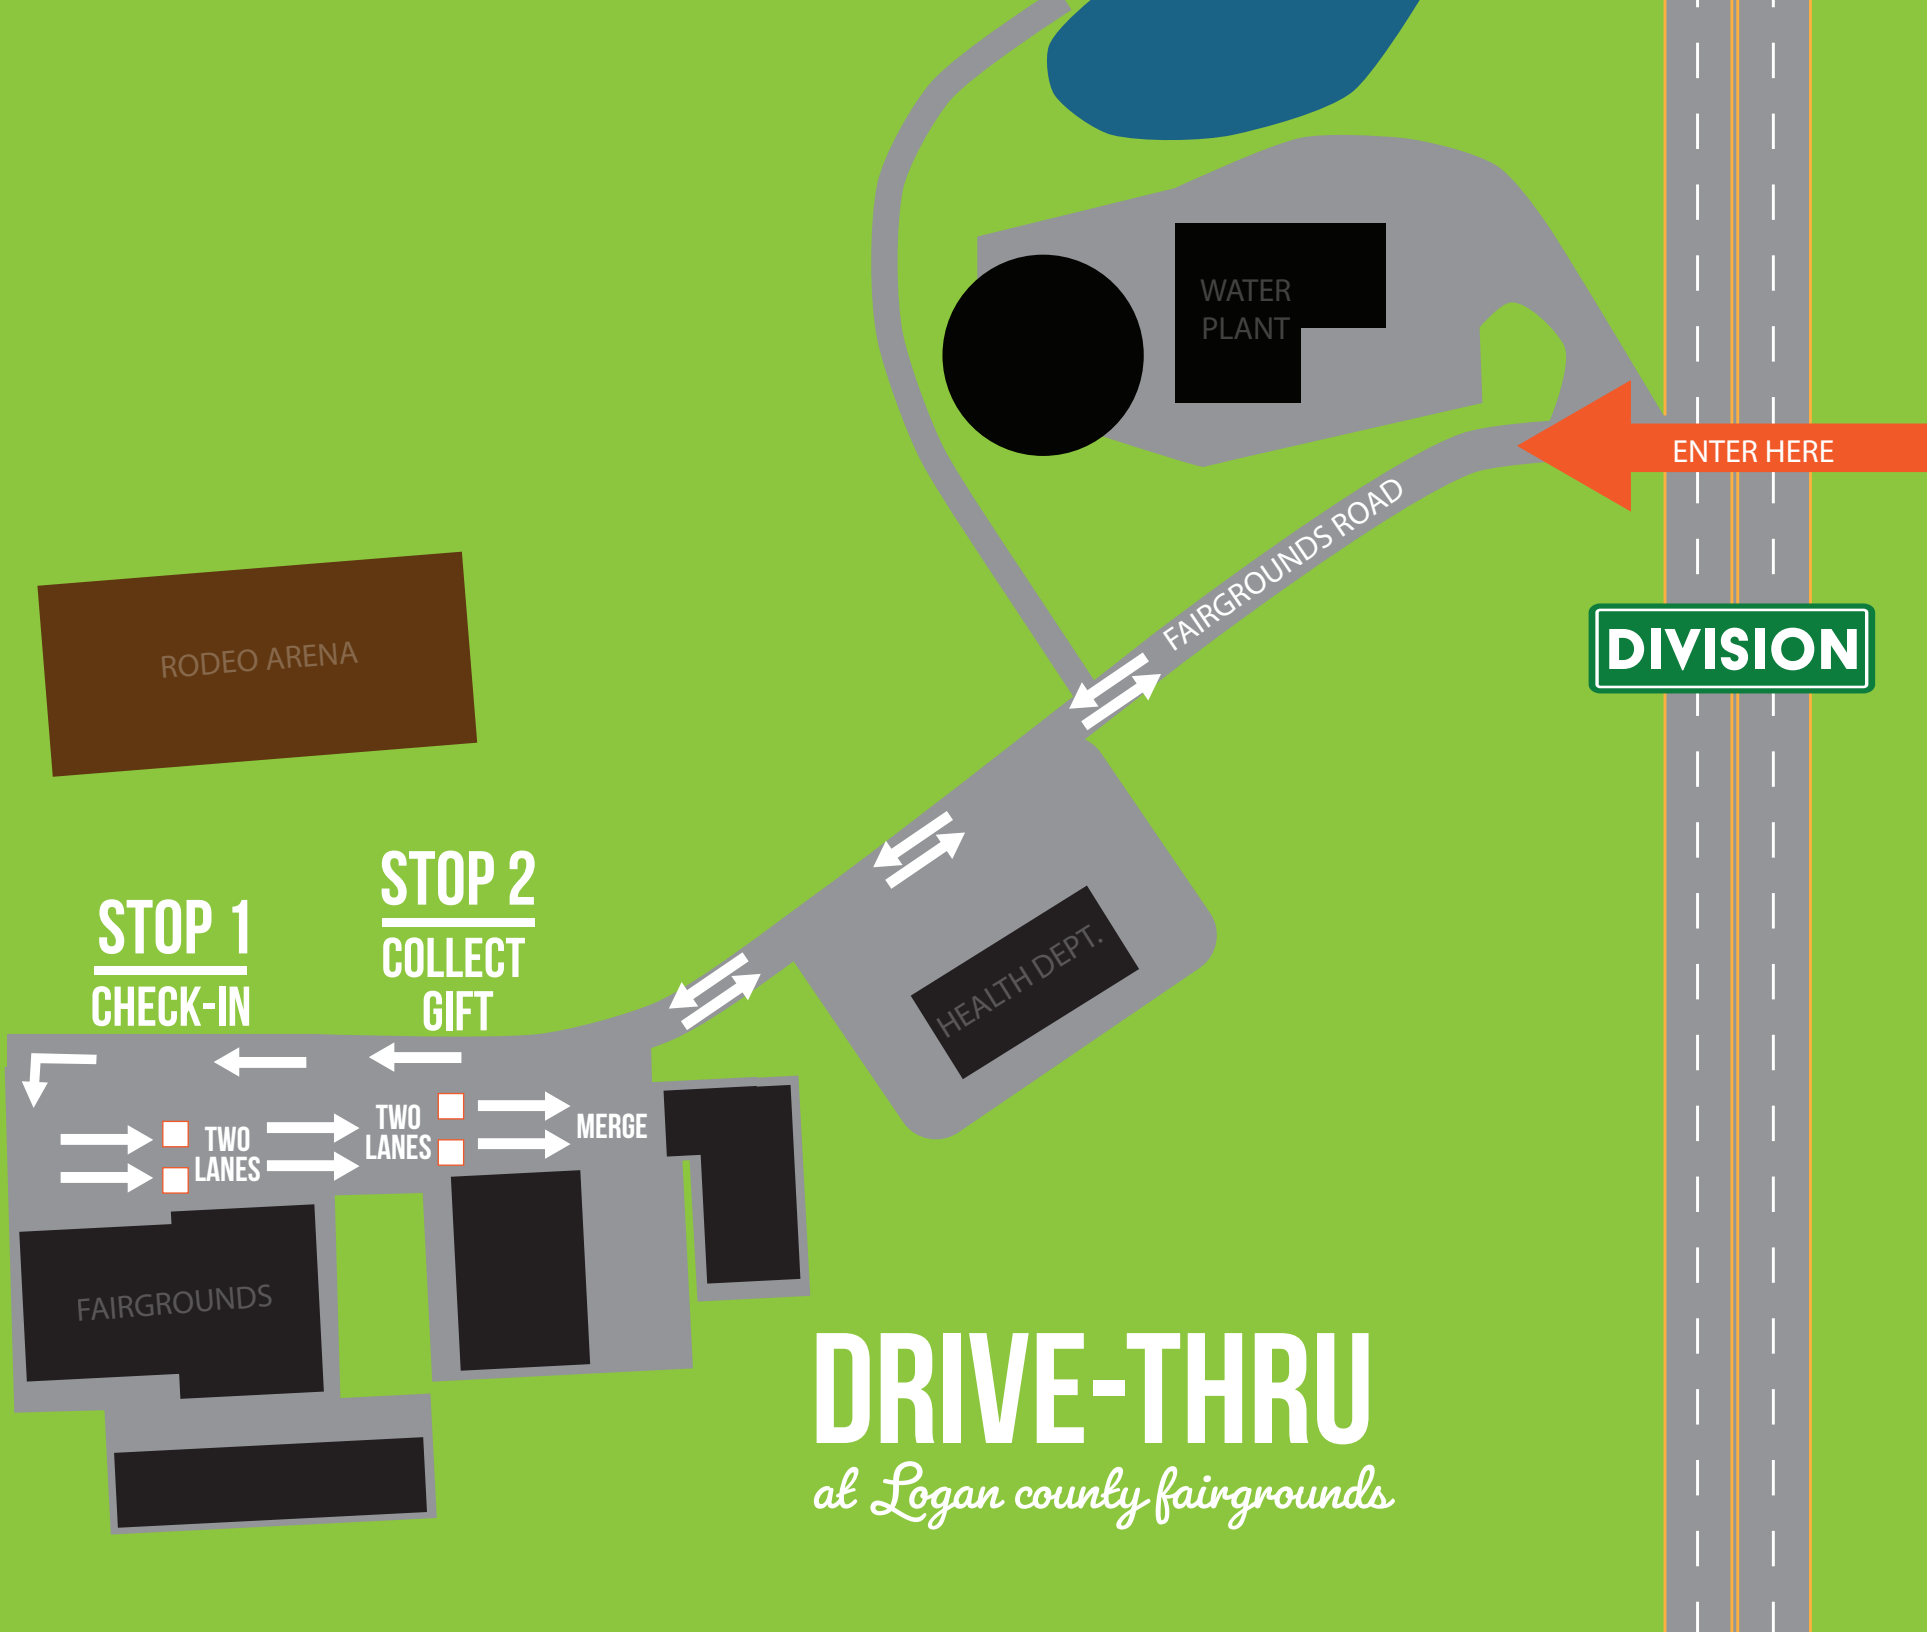 WATER
PLANT
ENTER HERE
FAIRGROUNDS ROAD
DIVISION
RODEO ARENA
STOP 2
COLLECT
GIFT
STOP 1
CHECK-IN
HEALTH DEPT.
TWO
LANES
TWO
LANES
MERGE
FAIRGROUNDS
DRIVE-THRU
at Logan county fairgrounds